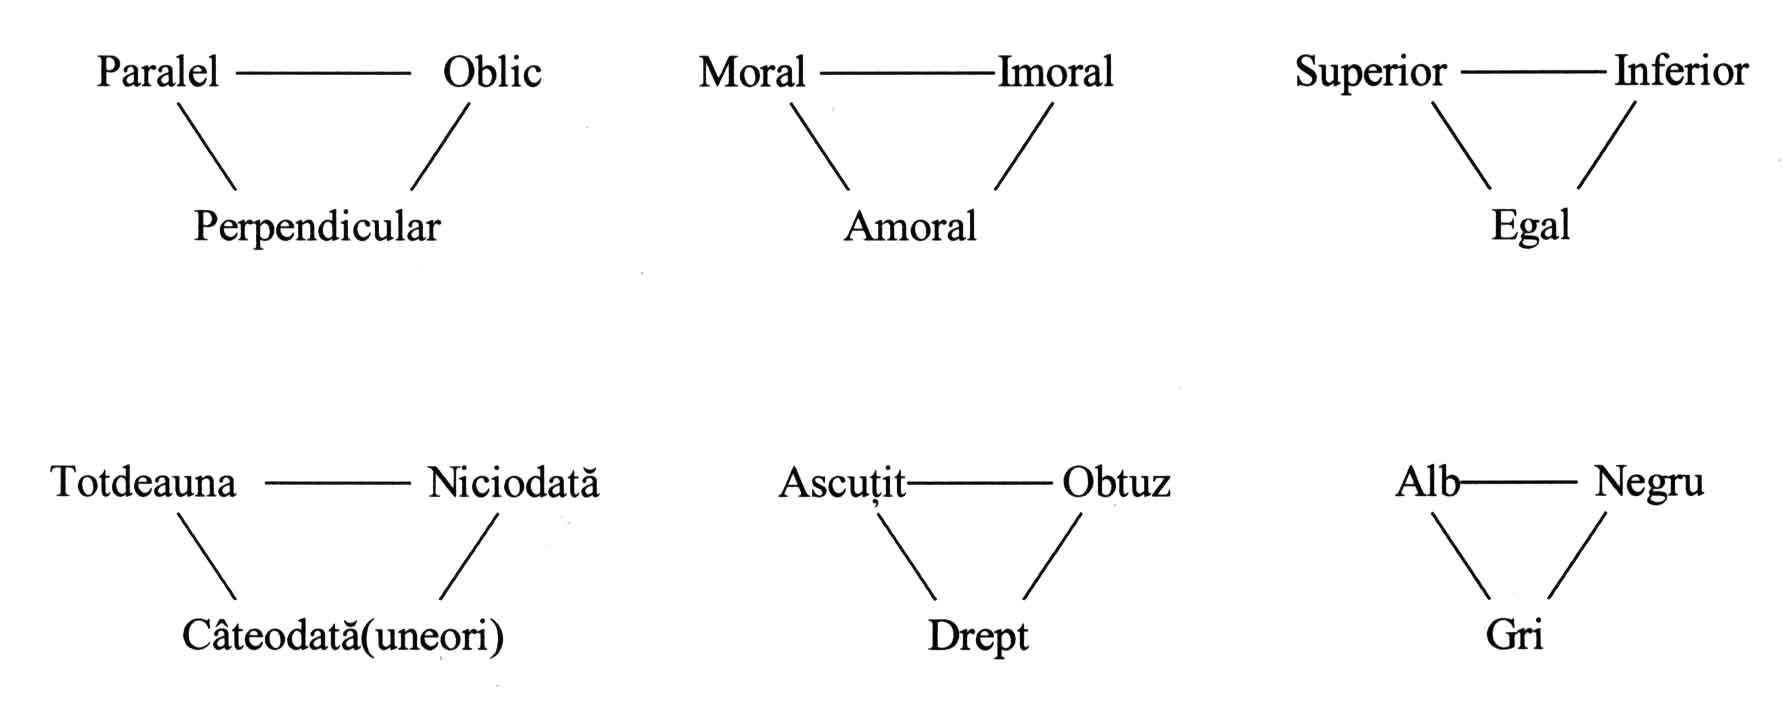 Paralel Oblic Moral Imoral Superior Inferior
Perpendicular Amoral Egal
Totdeauna Niciodată Ascuțit Obtuz Alb Negru
Câteodată(uneori) Drept Gri